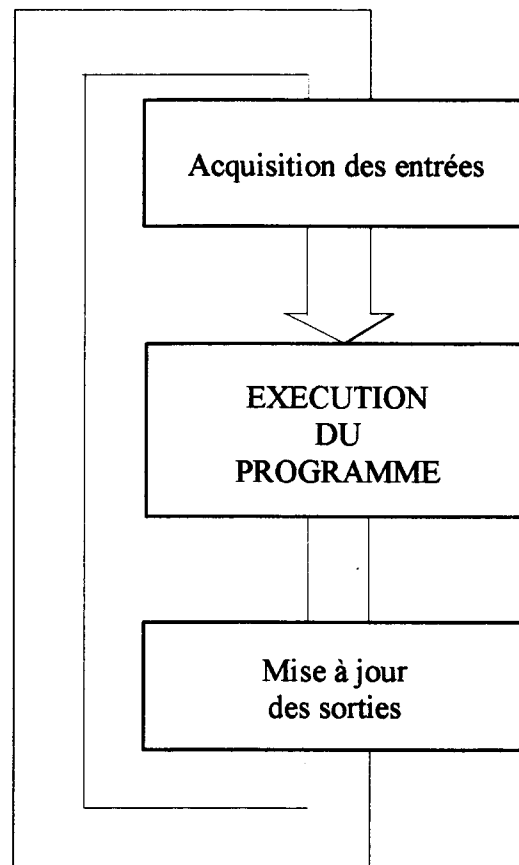 Acquisition des entrées
EXECUTION
DU
PROGRAMME
Mise à jour
des sorties